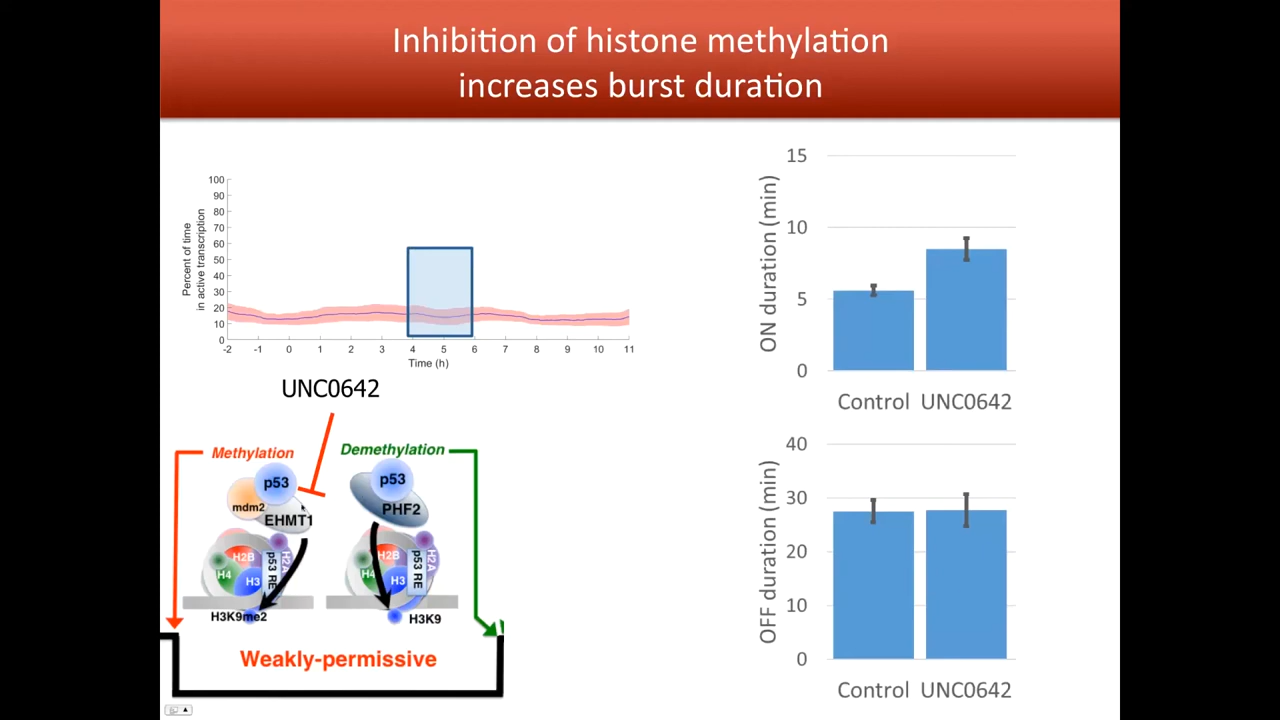 Inhibition of histone methylation
increases burst duration
Percent of time
in active transcription
100
90
80
70
60
50
40
30
20
10
0
-2 -1 0 1 2 3 4 5 6 7 8 9 10 11
Time (h)
UNC0642
Methylation
p53
mdm2
EHMT1
H2B
H2A
H4
H3
p53 RE
H3K9me2
Demethylation
p53
PHF2
H2B
H2A
H4
H3
p53 RE
H3K9
Weakly-permissive
ON duration (min)
15
10
5
0
Control UNC0642
OFF duration (min)
40
30
20
10
0
Control UNC0642